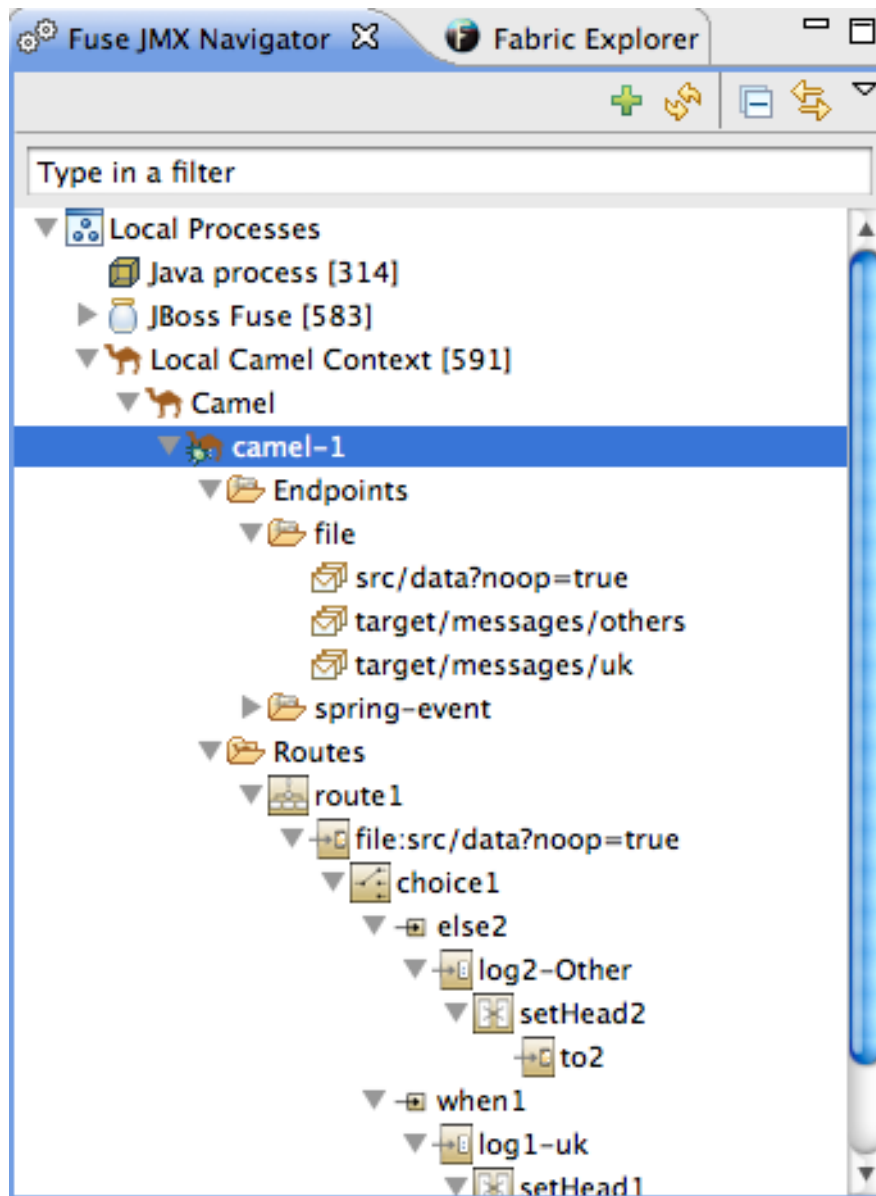 Fuse JMX Navigator Fabric Explorer
Type in a filter
Local Processes
Java process [314]
JBoss Fuse [583]
Local Camel Context [591]
Camel
camel-1
Endpoints
file
src/data?noop=true
target/messages/others
target/messages/uk
spring-event
Routes
route1
file:src/data?noop=true
choice1
else2
log2-Other
setHead2
to2
when1
log1-uk
setHead1